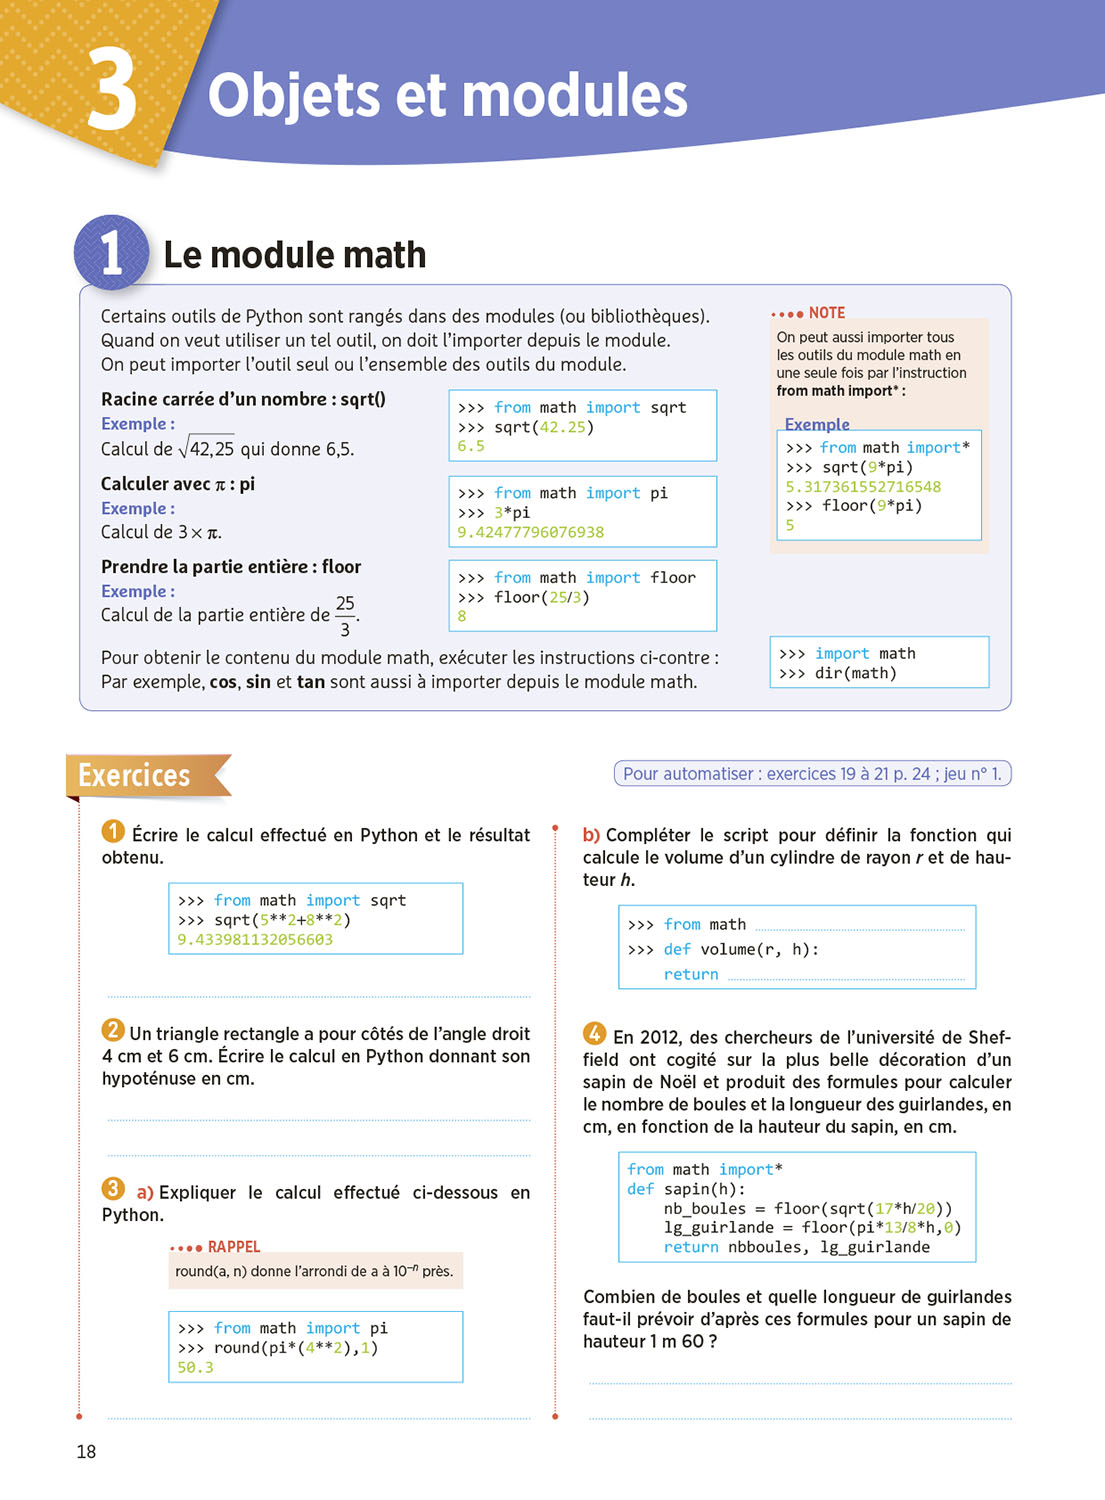 3
Objets et modules
1
Le module math
Certains outils de Python sont rangés dans des modules (ou bibliothèques).
Quand on veut utiliser un tel outil, on doit l’importer depuis le module.
On peut importer l’outil seul ou l’ensemble des outils du module.
Racine carrée d’un nombre : sqrt()
Exemple :
Calcul de √42,25 qui donne 6,5.
>>> from math import sqrt
>>> sqrt(42.25)
6.5
Calculer avec π : pi
Exemple :
Calcul de 3 × π.
>>> from math import pi
>>> 3*pi
9.42477796076938
Prendre la partie entière : floor
Exemple :
Calcul de la partie entière de 25/3.
>>> from math import floor
>>> floor(25/3)
8
Pour obtenir le contenu du module math, exécuter les instructions ci-contre :
Par exemple, cos, sin et tan sont aussi à importer depuis le module math.
NOTE
On peut aussi importer tous
les outils du module math en
une seule fois par l’instruction
from math import* :
Exemple
>>> from math import*
>>> sqrt(9*pi)
5.317361552716548
>>> floor(9*pi)
5
>>> import math
>>> dir(math)
Exercices
Pour automatiser : exercices 19 à 21 p. 24 ; jeu n° 1.
1 Écrire le calcul effectué en Python et le résultat
obtenu.
>>> from math import sqrt
>>> sqrt(5**2+8**2)
9.433981132056603
2 Un triangle rectangle a pour côtés de l’angle droit
4 cm et 6 cm. Écrire le calcul en Python donnant son
hypoténuse en cm.
3 a) Expliquer le calcul effectué ci-dessous en
Python.
RAPPEL
round(a, n) donne l’arrondi de a à 10⁻ⁿ près.
>>> from math import pi
>>> round(pi*(4**2),1)
50.3
b) Compléter le script pour définir la fonction qui
calcule le volume d’un cylindre de rayon r et de hau-
teur h.
>>> from math
>>> def volume(r, h):
return
4 En 2012, des chercheurs de l’université de Shef-
field ont cogité sur la plus belle décoration d’un
sapin de Noël et produit des formules pour calculer
le nombre de boules et la longueur des guirlandes, en
cm, en fonction de la hauteur du sapin, en cm.
from math import*
def sapin(h):
nb_boules = floor(sqrt(17*h/20))
lg_guirlande = floor(pi*13/8*h,0)
return nbboules, lg_guirlande
Combien de boules et quelle longueur de guirlandes
faut-il prévoir d’après ces formules pour un sapin de
hauteur 1 m 60 ?
18